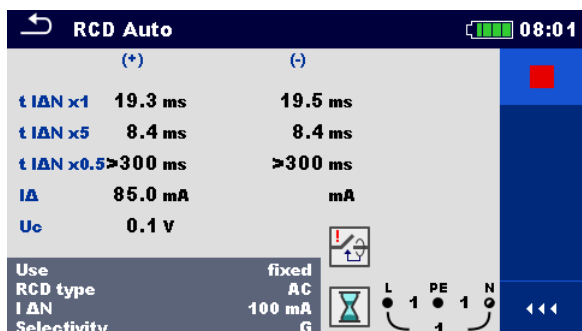 RCD Auto 08:01
(+) (-)
t IΔN x1 19.3 ms 19.5 ms
t IΔN x5 8.4 ms 8.4 ms
t IΔN x0.5 >300 ms >300 ms
IΔ 85.0 mA mA
Uc 0.1 V
!
Use fixed
RCD type AC
I ΔN 100 mA
Selectivity G
L PE N
1 1
1